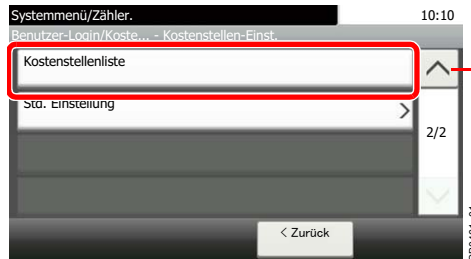 Systemmenü/Zähler.
10:10
Benutzer-Login/Koste... - Kostenstellen-Einst.
Kostenstellenliste
Std. Einstellung
2/2
< Zurück